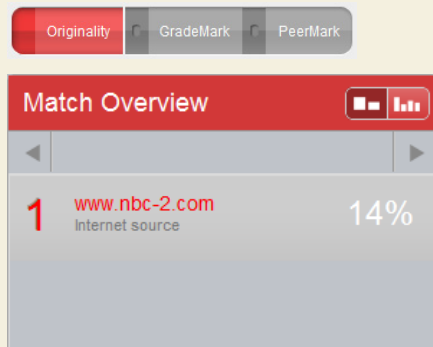 Originality GradeMark PeerMark
Match Overview
1 www.nbc-2.com 14%
Internet source